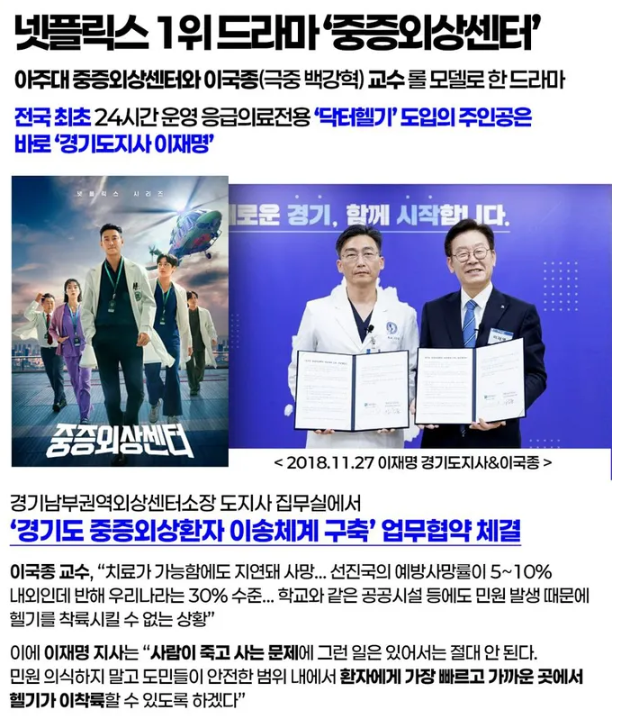 넷플릭스 1위 드라마 ‘중증외상센터’
아주대 중증외상센터와 이국종(극중 백강혁) 교수 롤 모델로 한 드라마
전국 최초 24시간 운영 응급의료전용 ‘닥터헬기’ 도입의 주인공은
바로 ‘경기도지사 이재명’
넷플릭스 시리즈
중증외상센터
로운 경기, 함께 시작합니다.
< 2018.11.27 이재명 경기도지사&이국종 >
경기남부권역외상센터소장 도지사 집무실에서
‘경기도 중증외상환자 이송체계 구축’ 업무협약 체결
이국종 교수, “치료가 가능함에도 지연돼 사망... 선진국의 예방사망률이 5~10%
내외인데 반해 우리나라는 30% 수준... 학교와 같은 공공시설 등에도 민원 발생 때문에
헬기를 착륙시킬 수 없는 상황”
이에 이재명 지사는 “사람이 죽고 사는 문제에 그런 일은 있어서는 절대 안 된다.
민원 의식하지 말고 도민들이 안전한 범위 내에서 환자에게 가장 빠르고 가까운 곳에서
헬기가 이착륙할 수 있도록 하겠다”